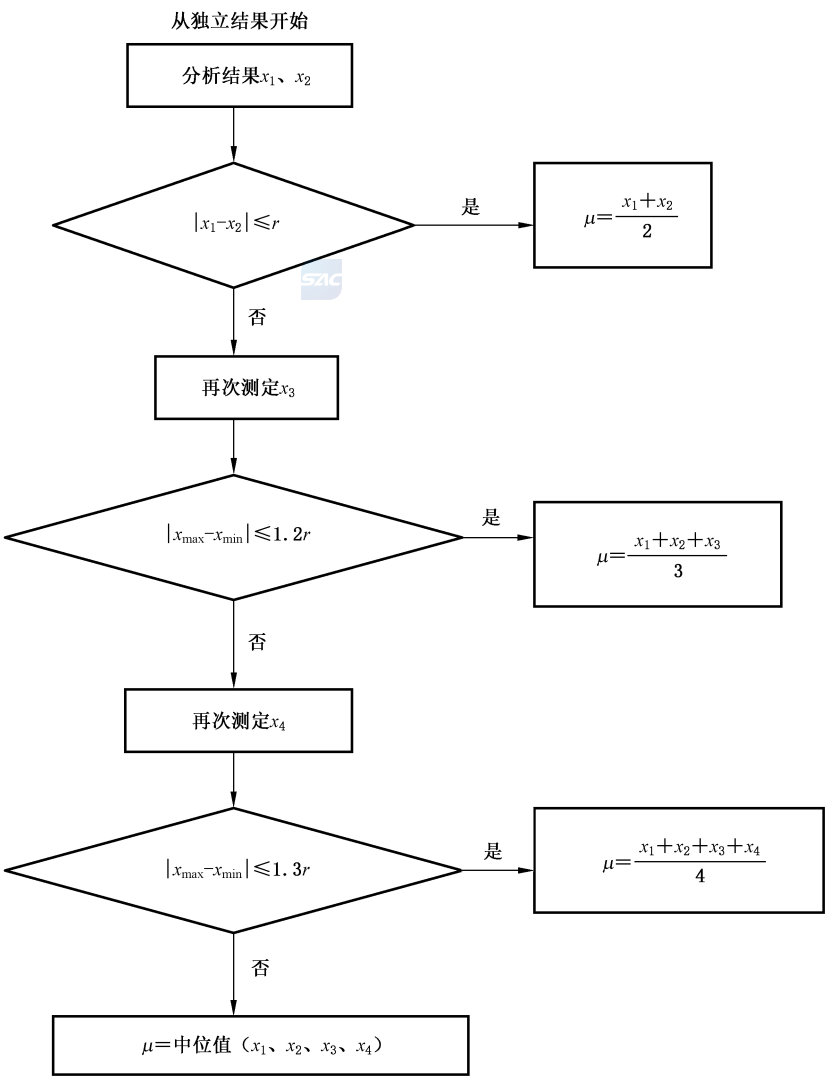 从独立结果开始
分析结果x₁、x₂
|x₁−x₂|≤r
是
μ=(x₁+x₂)/2
否
再次测定x₃
|xmax−xmin|≤1.2r
是
μ=(x₁+x₂+x₃)/3
否
再次测定x₄
|xmax−xmin|≤1.3r
是
μ=(x₁+x₂+x₃+x₄)/4
否
μ=中位值（x₁、x₂、x₃、x₄）
SAC